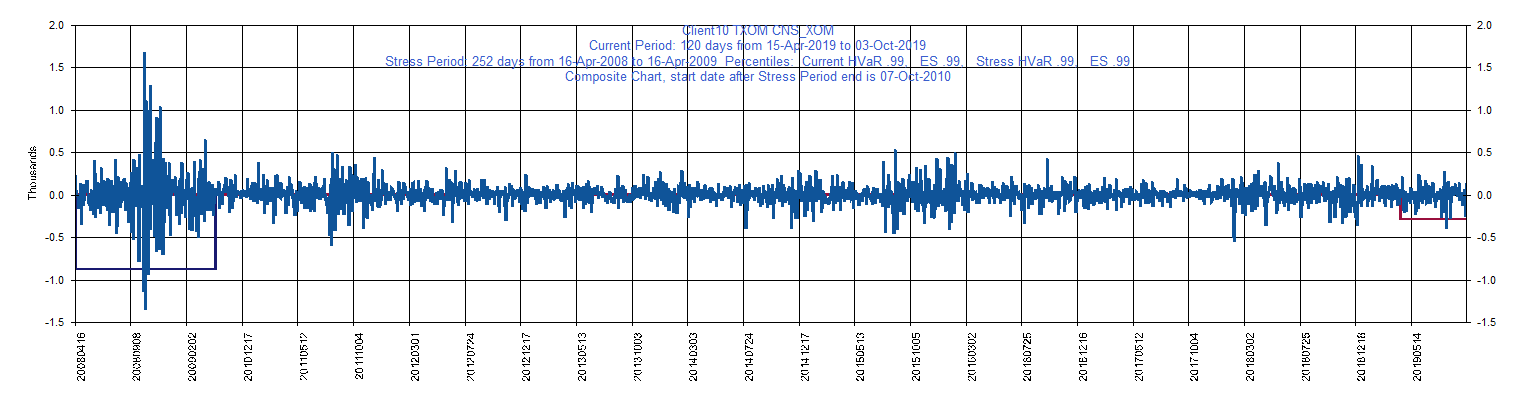 Client10 TXOM CNS_XOM
Current Period: 120 days from 15-Apr-2019 to 03-Oct-2019
Stress Period: 252 days from 16-Apr-2008 to 16-Apr-2009 Percentiles: Current HVaR .99, ES .99, Stress HVaR .99, ES .99
Composite Chart, start date after Stress Period end is 07-Oct-2010
2.0 2.0
1.5 1.5
1.0 1.0
0.5 0.5
0.0 0.0
-0.5 -0.5
-1.0 -1.0
-1.5 -1.5
Thousands
20080416 20080908 20090202 20101217 20110512 20111004 20120301 20120724 20121217 20130513 20131003 20140303 20140724 20141217 20150513 20151005 20160302 20160725 20161216 20170512 20171004 20180302 20180725 20181218 20190514